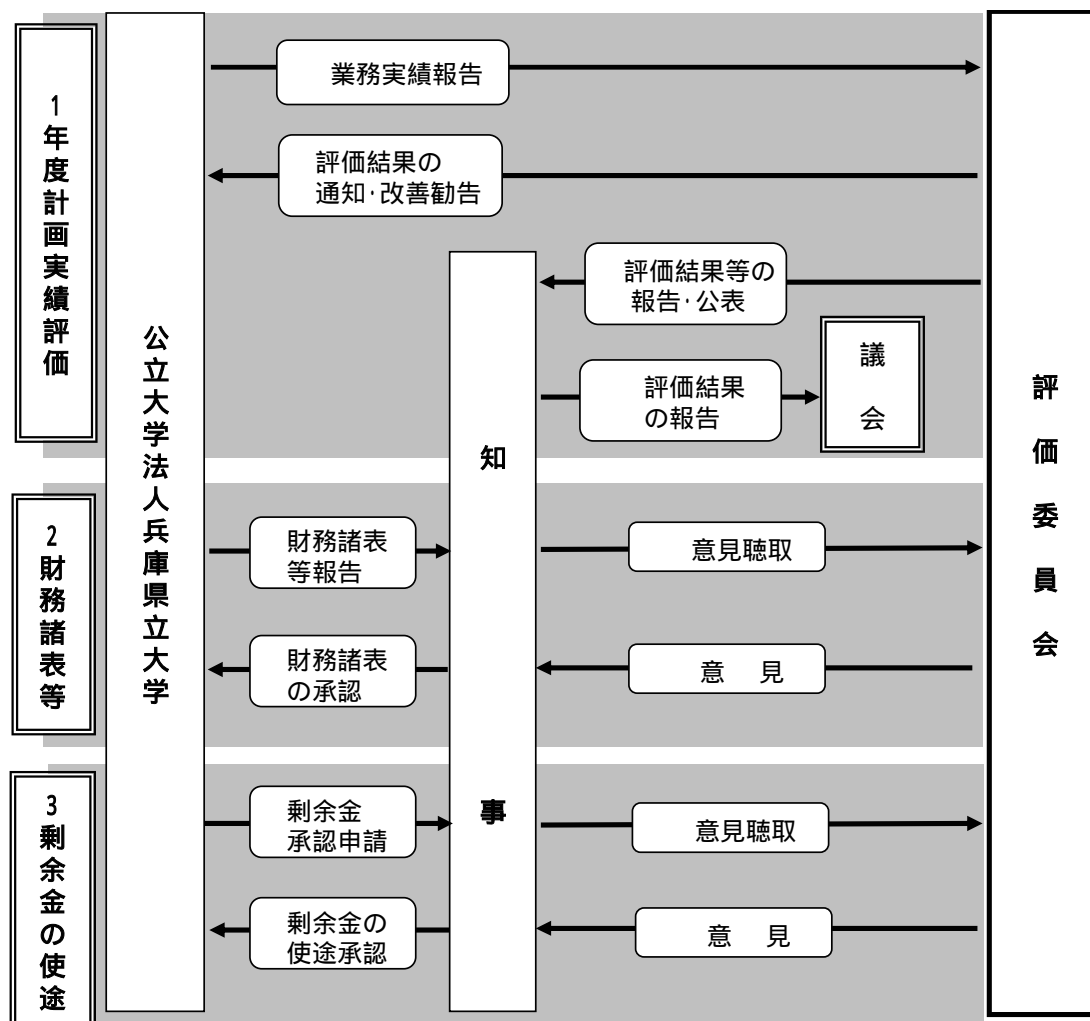 1年度計画実績評価
公立大学法人兵庫県立大学
業務実績報告
評価結果の
通知・改善勧告
評価結果等の
報告・公表
評価結果
の報告
議会
知事
評価委員会
2財務諸表等
財務諸表
等報告
意見聴取
財務諸表
の承認
意 見
3剰余金の使途
剰余金
承認申請
意見聴取
剰余金の
使途承認
意 見